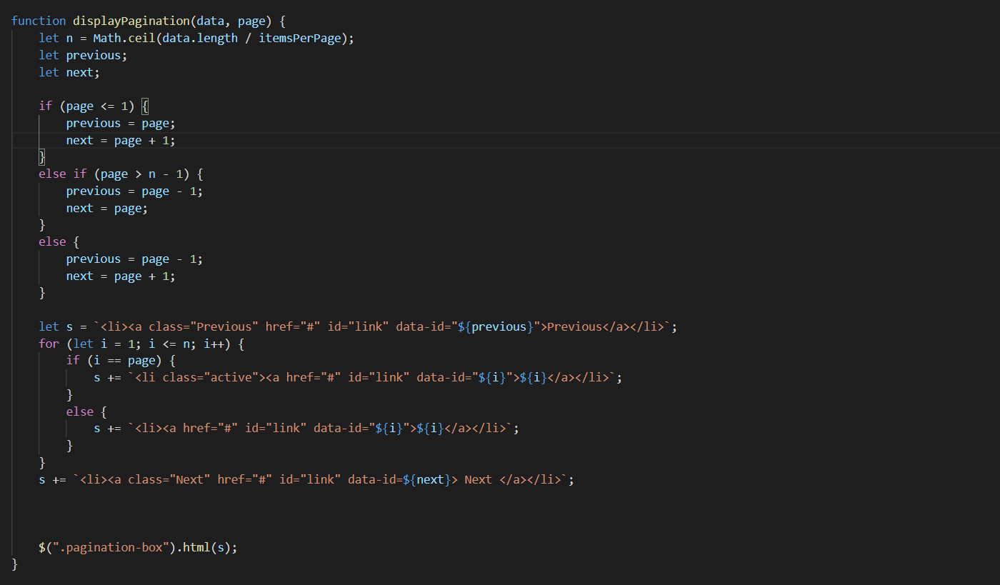 function displayPagination(data, page) {
    let n = Math.ceil(data.length / itemsPerPage);
    let previous;
    let next;

    if (page <= 1) {
        previous = page;
        next = page + 1;
    }
    else if (page > n - 1) {
        previous = page - 1;
        next = page;
    }
    else {
        previous = page - 1;
        next = page + 1;
    }

    let s = `<li><a class="Previous" href="#" id="link" data-id="${previous}">Previous</a></li>`;
    for (let i = 1; i <= n; i++) {
        if (i == page) {
            s += `<li class="active"><a href="#" id="link" data-id="${i}">${i}</a></li>`;
        }
        else {
            s += `<li><a href="#" id="link" data-id="${i}">${i}</a></li>`;
        }
    }
    s += `<li><a class="Next" href="#" id="link" data-id=${next}> Next </a></li>`;



    $(".pagination-box").html(s);
}